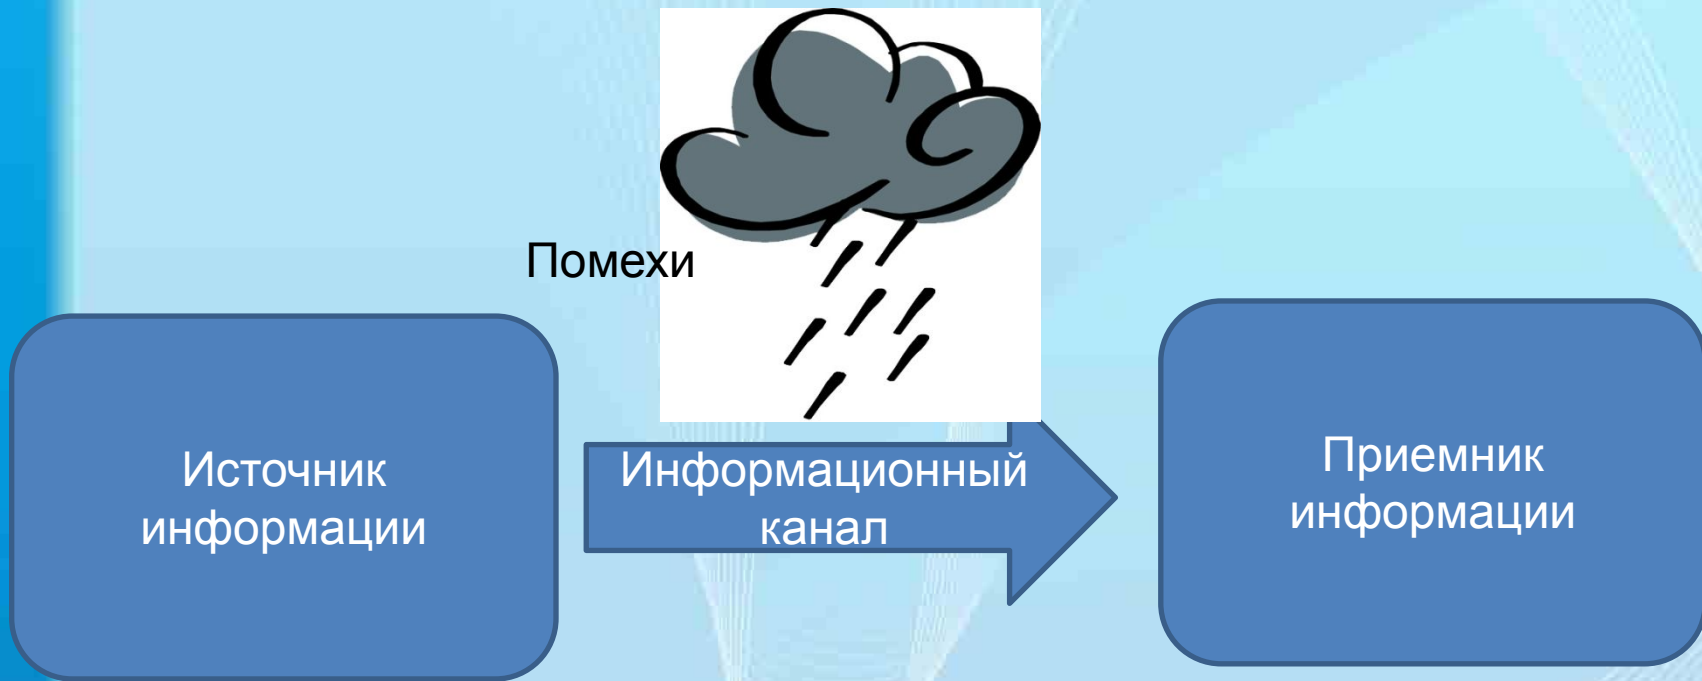 Помехи
Источник
информации
Информационный
канал
Приемник
информации